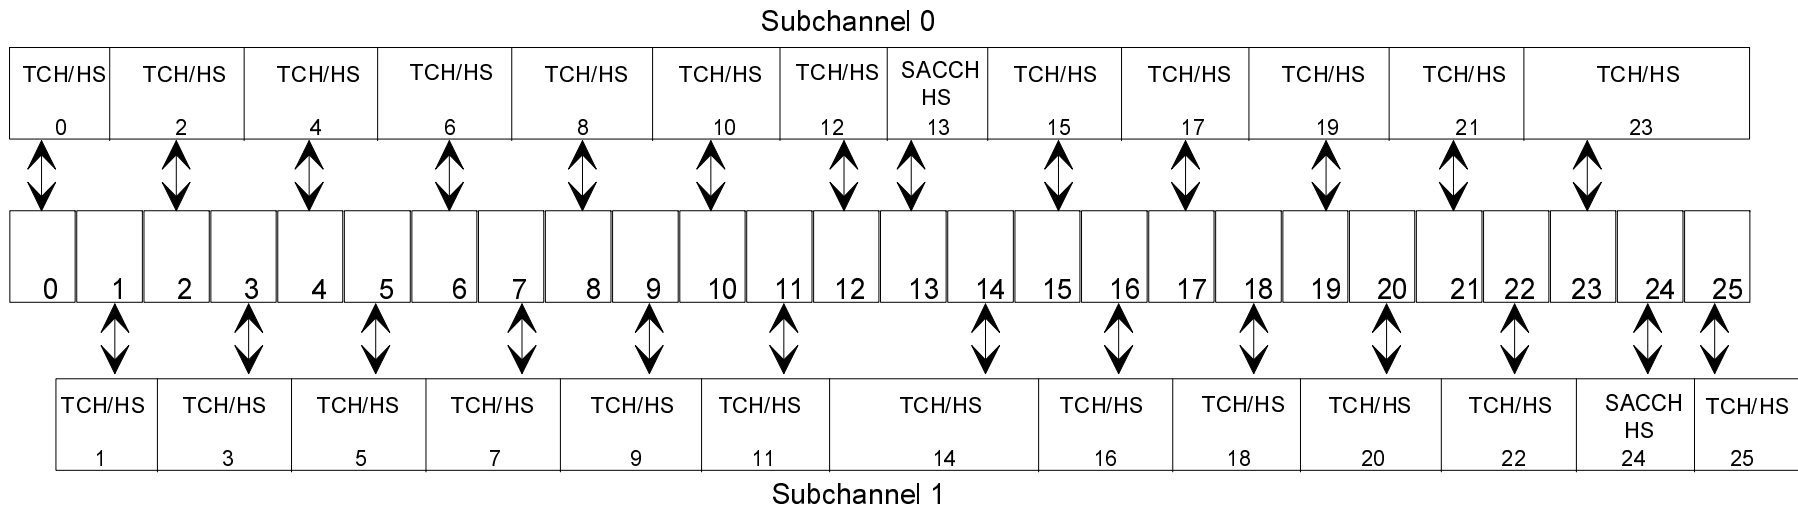 Subchannel 0
TCH/HS TCH/HS TCH/HS TCH/HS TCH/HS TCH/HS TCH/HS SACCH HS TCH/HS TCH/HS TCH/HS TCH/HS TCH/HS
0 2 4 6 8 10 12 13 15 17 19 21 23
0 1 2 3 4 5 6 7 8 9 10 11 12 13 14 15 16 17 18 19 20 21 22 23 24 25
TCH/HS TCH/HS TCH/HS TCH/HS TCH/HS TCH/HS TCH/HS TCH/HS TCH/HS TCH/HS TCH/HS SACCH HS TCH/HS
1 3 5 7 9 11 14 16 18 20 22 24 25
Subchannel 1